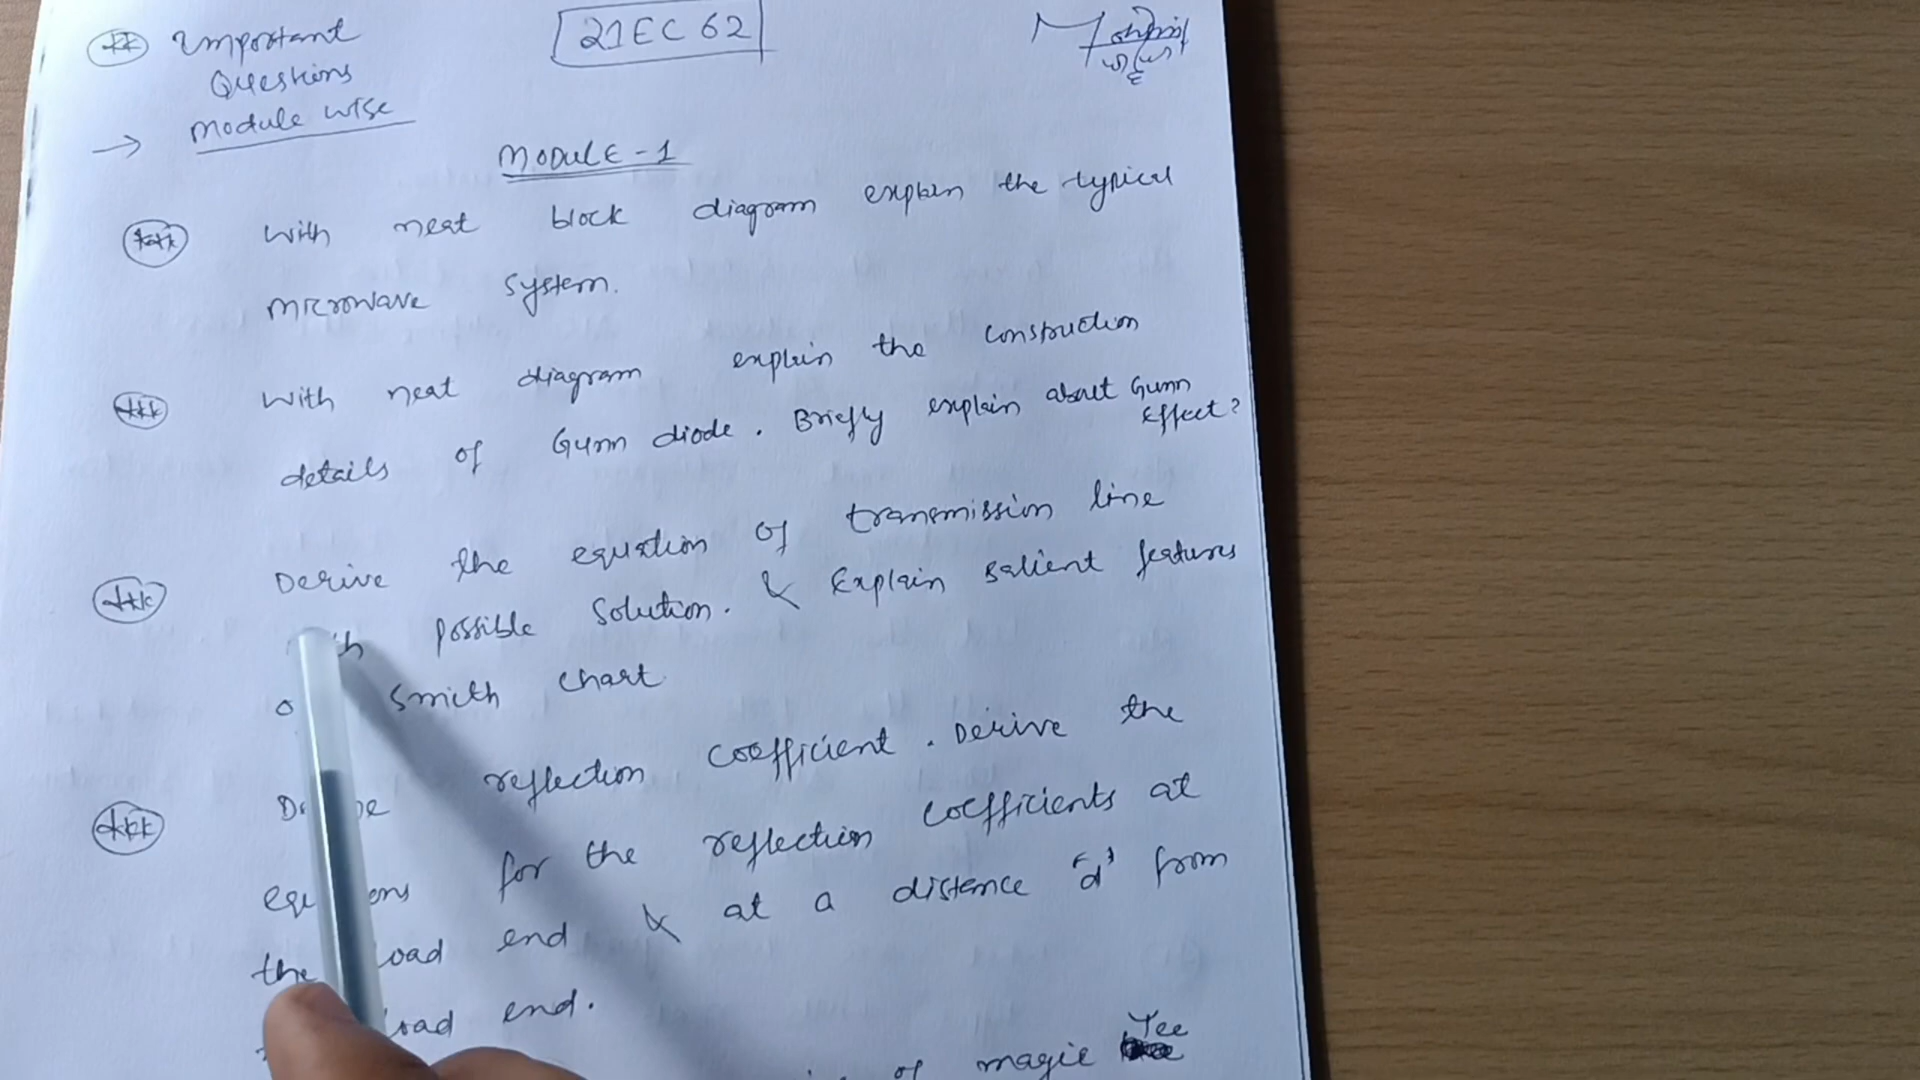 Important
Questions
Module wise
21EC62
MODULE-1
*** With neat block diagram explain the typical
microwave system.
*** With neat diagram explain the construction
details of Gunn diode. Briefly explain about Gunn
Effect?
*** Derive the equation of transmission line
possible solution. & Explain salient features
smith chart.
*** reflection coefficient. Derive the
for the reflection coefficients at
the end & at a distance 'd' from
end.
of magic Tee